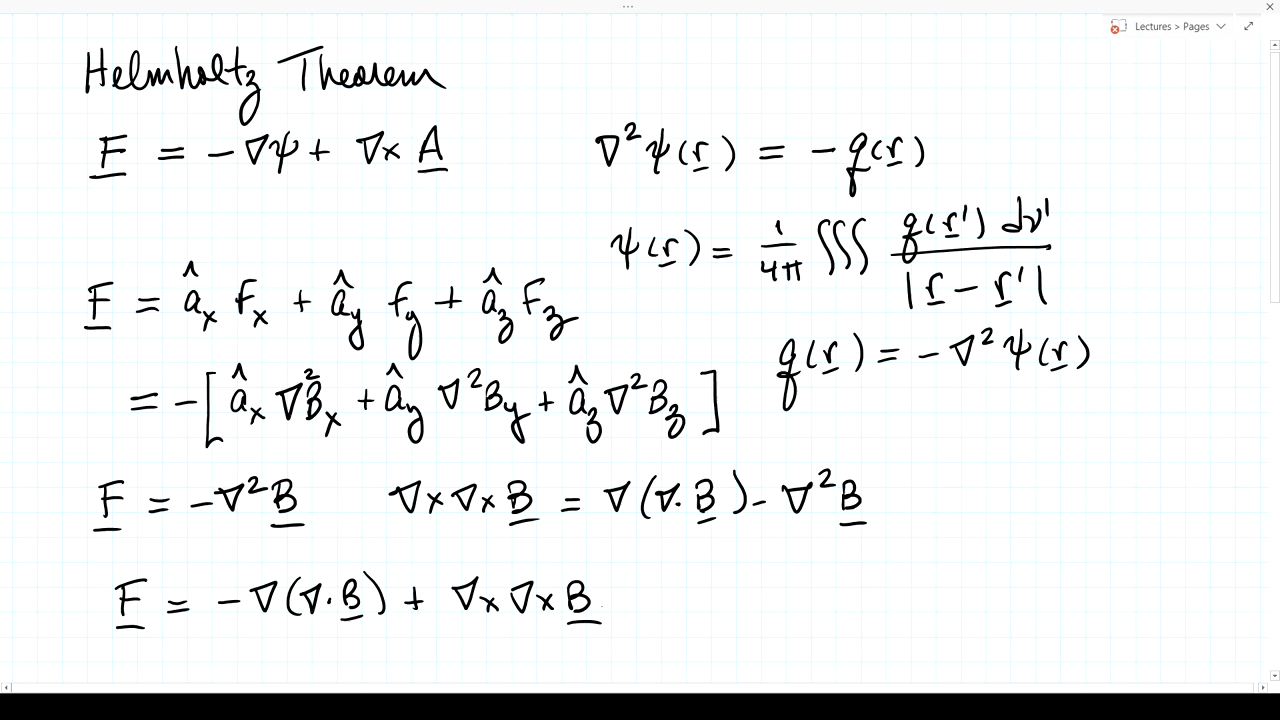 Lectures > Pages
Helmholtz Theorem
F = -∇ψ + ∇× A
∇²ψ(r) = -q(r)
ψ(r) = 1/4π ∭ q(r') dv' / |r - r'|
F = âx Fx + ây Fy + âz Fz
q(r) = -∇²ψ(r)
= -[âx ∇²Bx + ây ∇²By + âz ∇²Bz]
F = -∇²B
∇×∇×B = ∇(∇·B) - ∇²B
F = -∇(∇·B) + ∇×∇×B